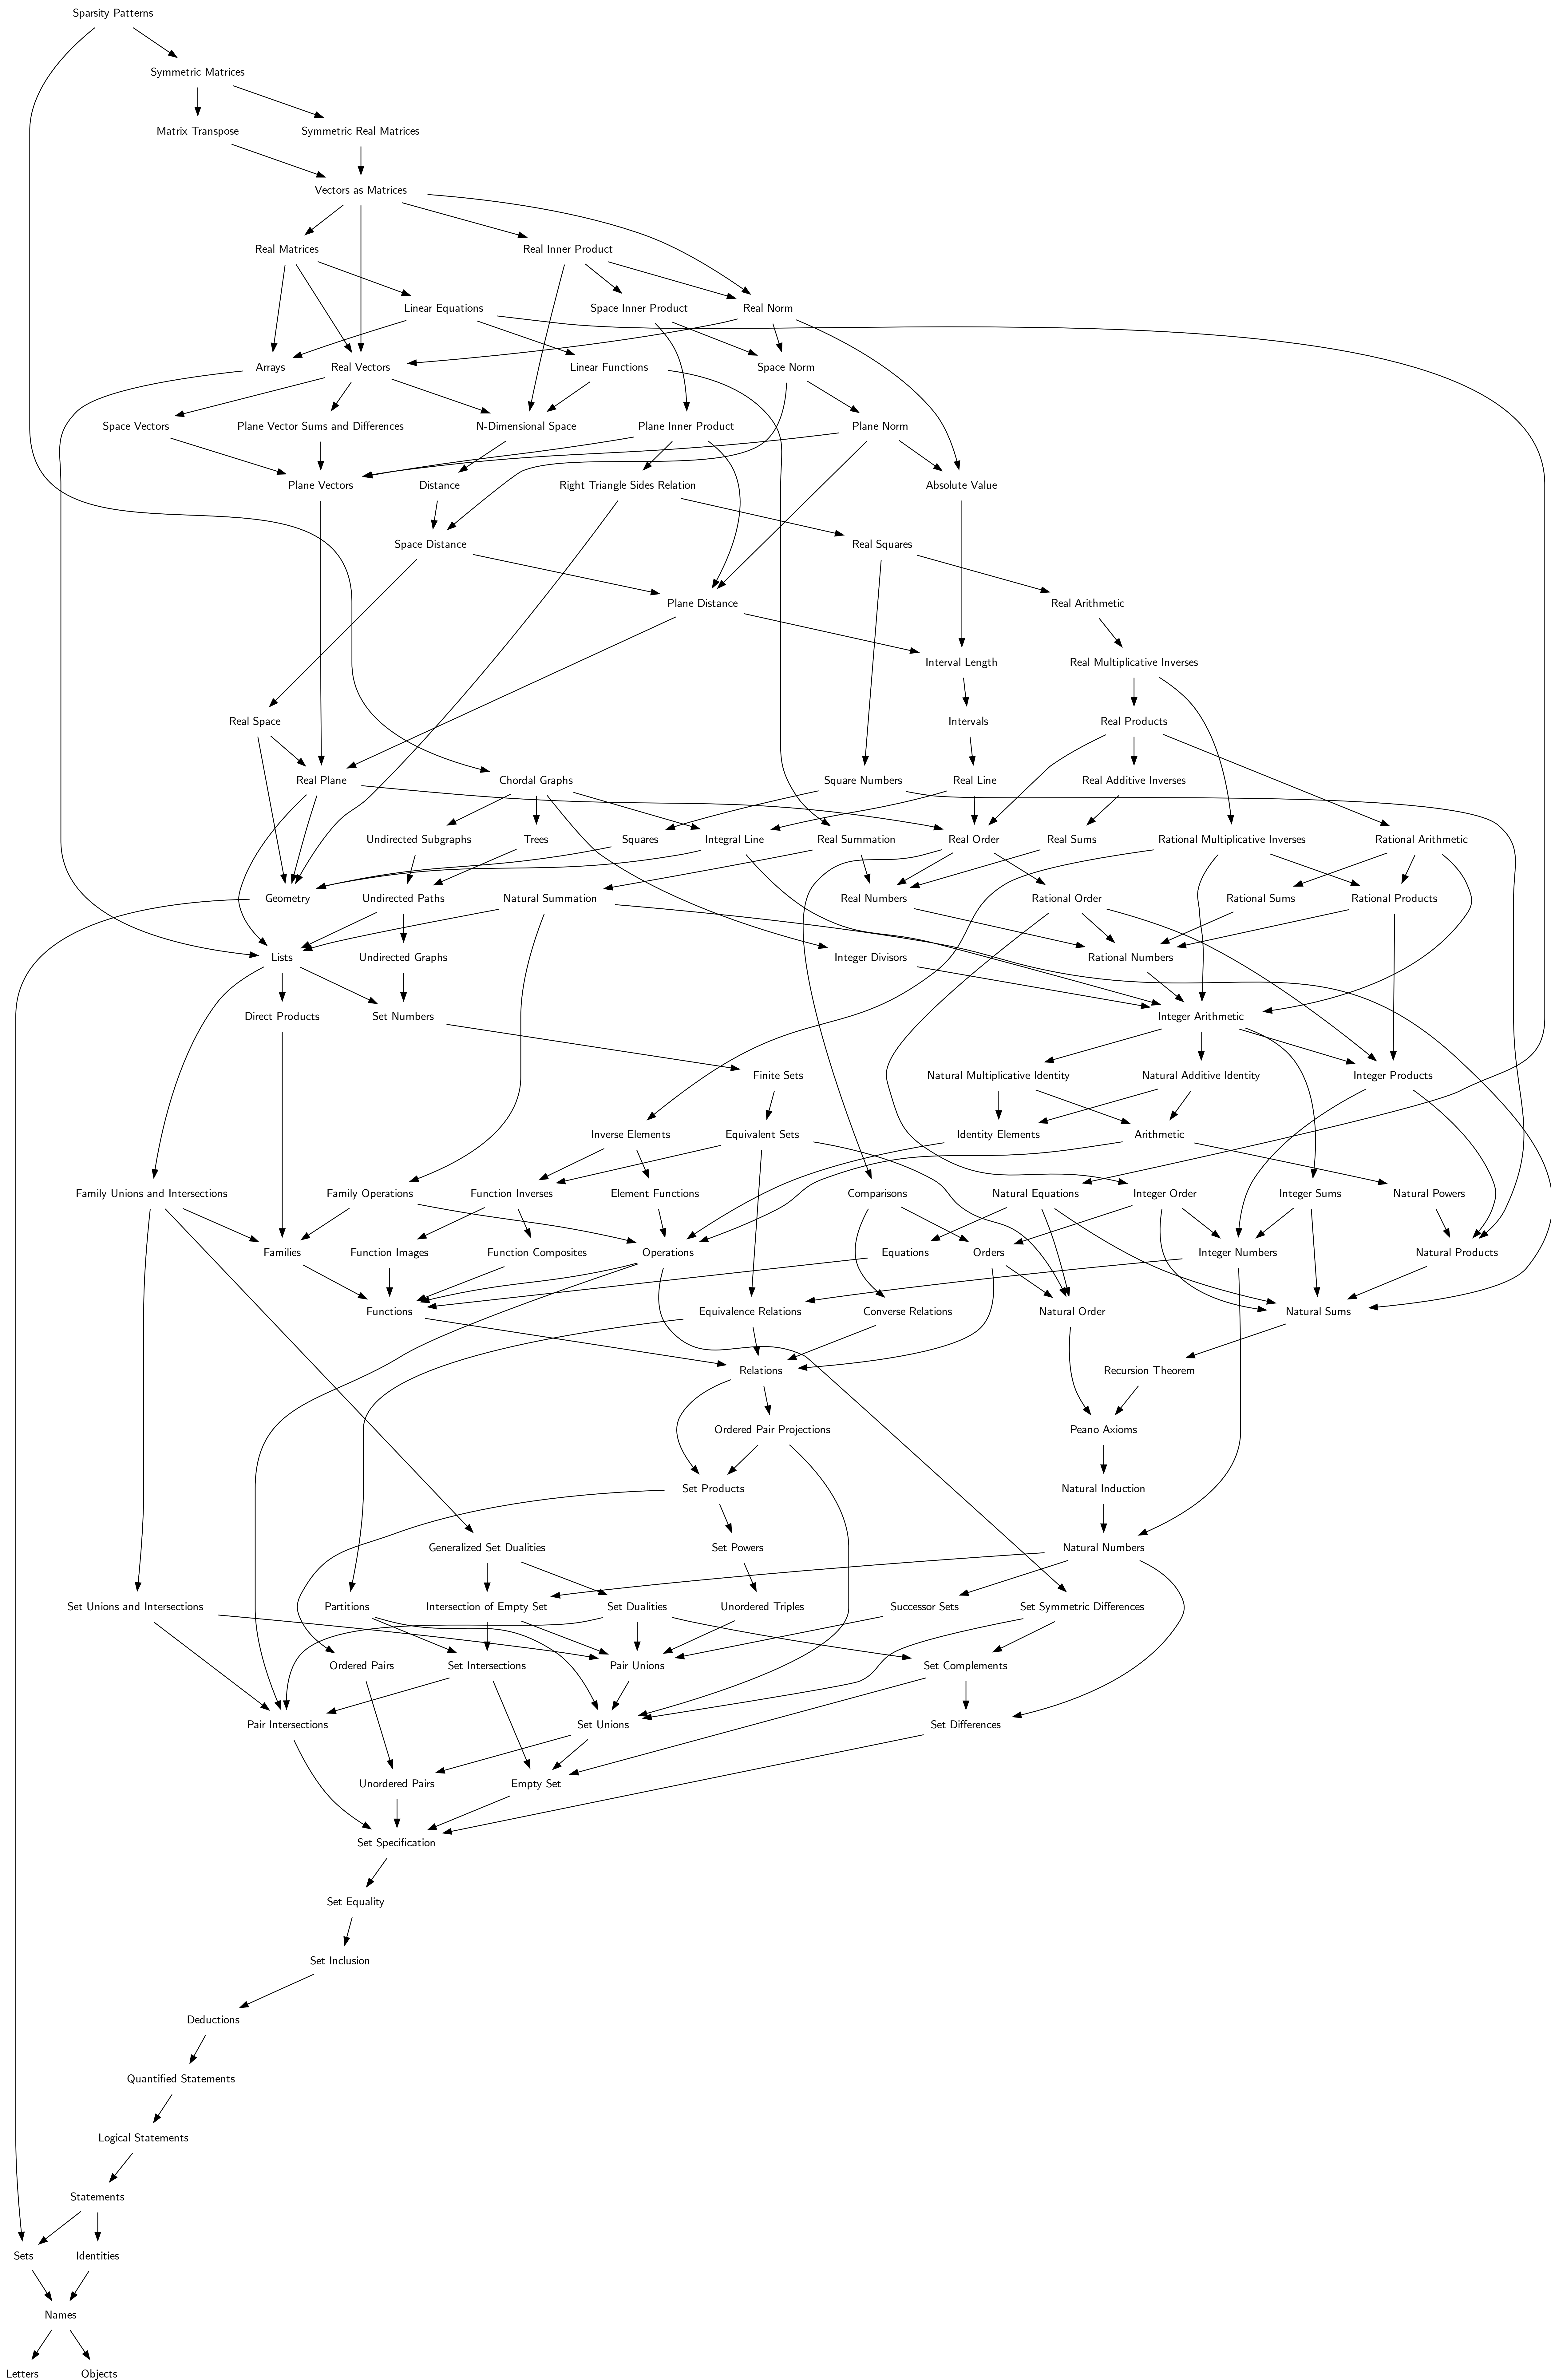 Sparsity Patterns
Symmetric Matrices
Matrix Transpose
Symmetric Real Matrices
Vectors as Matrices
Real Matrices
Real Inner Product
Linear Equations
Space Inner Product
Real Norm
Arrays
Real Vectors
Linear Functions
Space Norm
Space Vectors
Plane Vector Sums and Differences
N-Dimensional Space
Plane Inner Product
Plane Norm
Plane Vectors
Distance
Right Triangle Sides Relation
Absolute Value
Space Distance
Real Squares
Plane Distance
Real Arithmetic
Interval Length
Real Multiplicative Inverses
Real Space
Intervals
Real Products
Real Plane
Chordal Graphs
Square Numbers
Real Line
Real Additive Inverses
Undirected Subgraphs
Trees
Squares
Integral Line
Real Summation
Real Order
Real Sums
Rational Multiplicative Inverses
Rational Arithmetic
Geometry
Undirected Paths
Natural Summation
Real Numbers
Rational Order
Rational Sums
Rational Products
Lists
Undirected Graphs
Integer Divisors
Rational Numbers
Direct Products
Set Numbers
Integer Arithmetic
Finite Sets
Natural Multiplicative Identity
Natural Additive Identity
Integer Products
Inverse Elements
Equivalent Sets
Identity Elements
Arithmetic
Family Unions and Intersections
Family Operations
Function Inverses
Element Functions
Comparisons
Natural Equations
Integer Order
Integer Sums
Natural Powers
Families
Function Images
Function Composites
Operations
Equations
Orders
Integer Numbers
Natural Products
Functions
Equivalence Relations
Converse Relations
Natural Order
Natural Sums
Relations
Recursion Theorem
Ordered Pair Projections
Peano Axioms
Set Products
Natural Induction
Generalized Set Dualities
Set Powers
Natural Numbers
Set Unions and Intersections
Partitions
Intersection of Empty Set
Set Dualities
Unordered Triples
Successor Sets
Set Symmetric Differences
Ordered Pairs
Set Intersections
Pair Unions
Set Complements
Pair Intersections
Set Unions
Set Differences
Unordered Pairs
Empty Set
Set Specification
Set Equality
Set Inclusion
Deductions
Quantified Statements
Logical Statements
Statements
Sets
Identities
Names
Letters
Objects